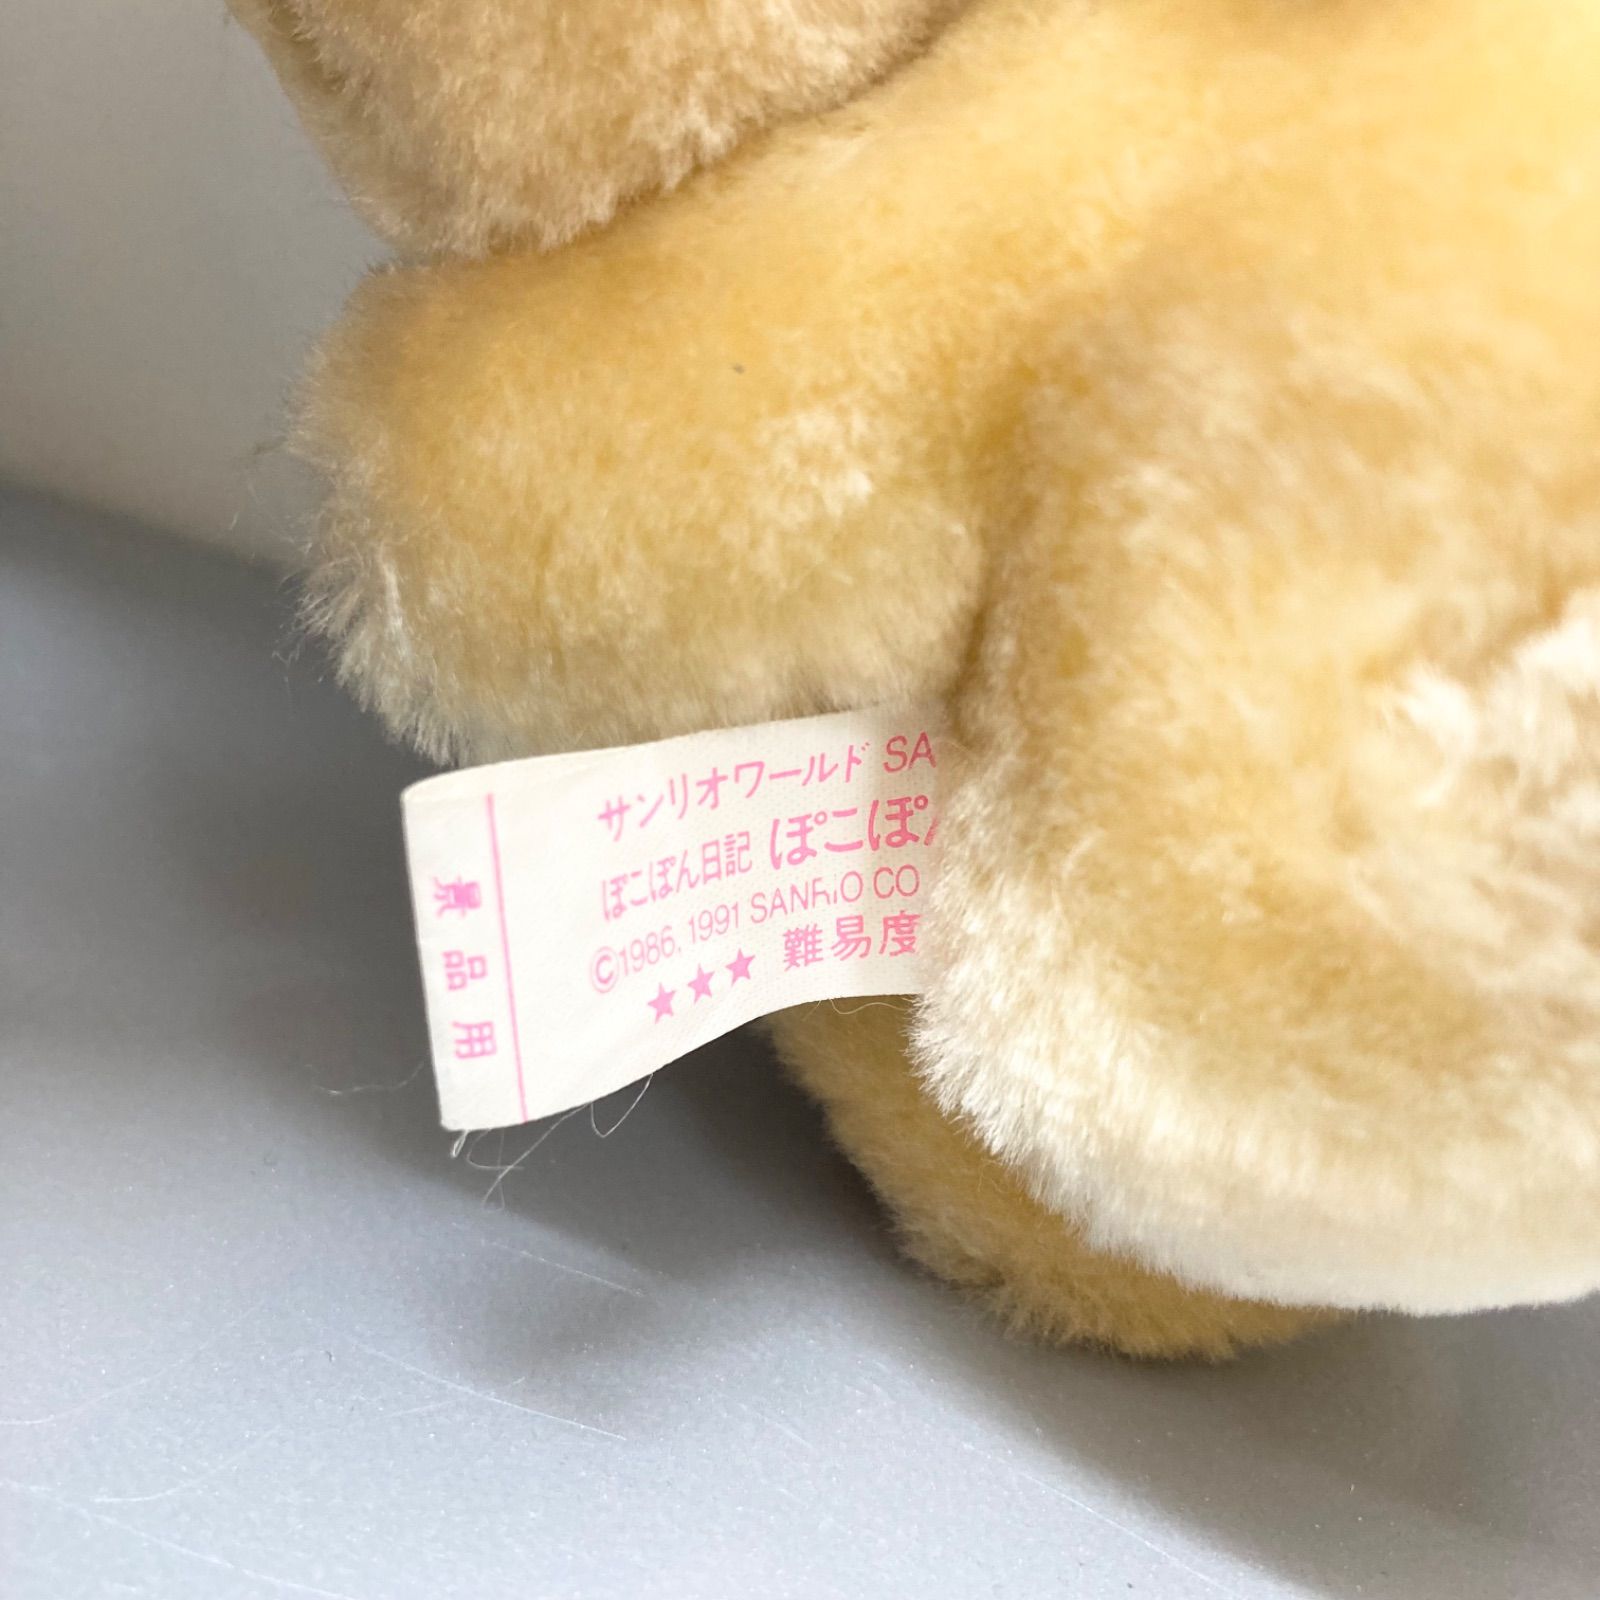 サンリオワールド SA
ぽこぽん日記 ぽこぽん
©1986, 1991 SANRIO CO
★★★ 難易度
景品用